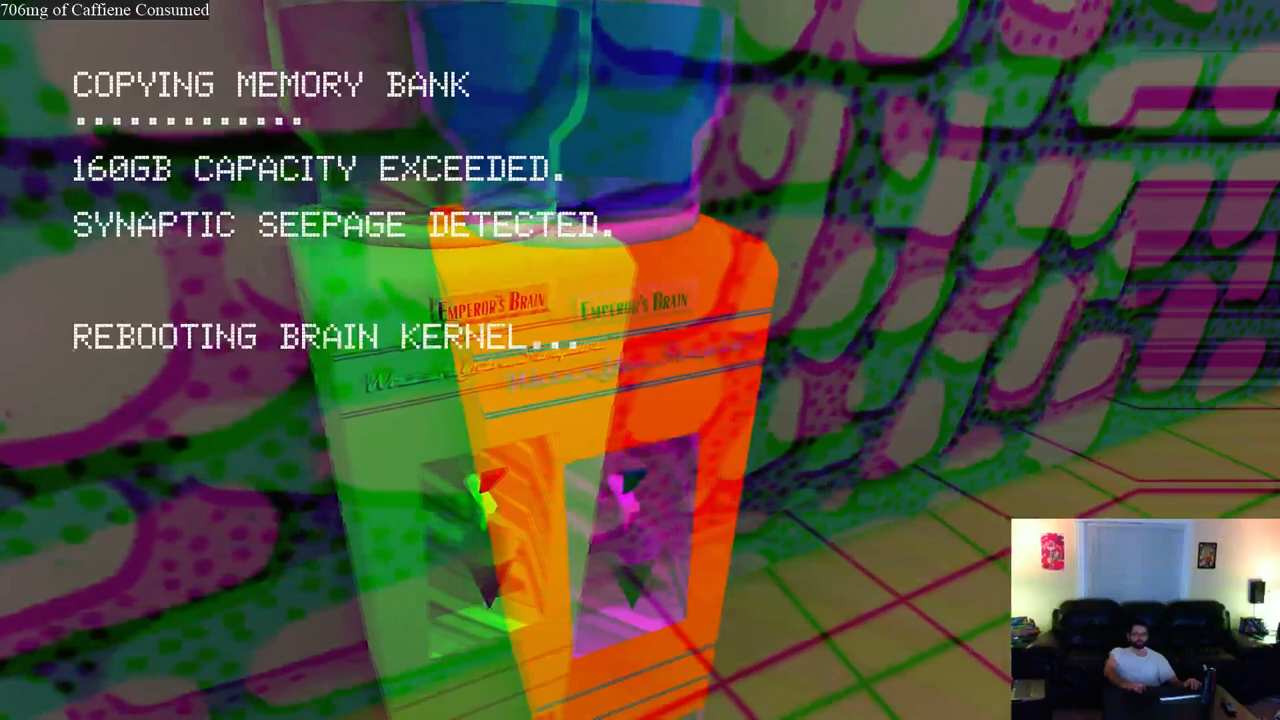 706mg of Caffiene Consumed
COPYING MEMORY BANK
.............
160GB CAPACITY EXCEEDED.
SYNAPTIC SEEPAGE DETECTED.
EMPEROR'S BRAIN EMPEROR'S BRAIN
REBOOTING BRAIN KERNEL...